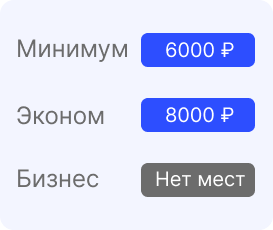 Минимум 6000 ₽
Эконом 8000 ₽
Бизнес Нет мест